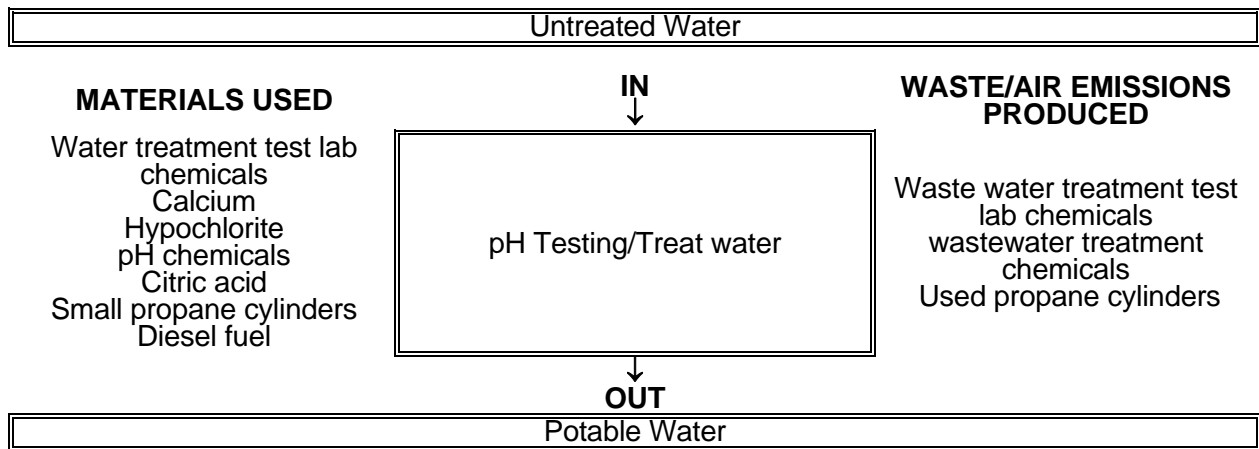 Untreated Water
MATERIALS USED
Water treatment test lab
chemicals
Calcium
Hypochlorite
pH chemicals
Citric acid
Small propane cylinders
Diesel fuel
IN
↓
pH Testing/Treat water
↓
OUT
WASTE/AIR EMISSIONS
PRODUCED
Waste water treatment test
lab chemicals
wastewater treatment
chemicals
Used propane cylinders
Potable Water